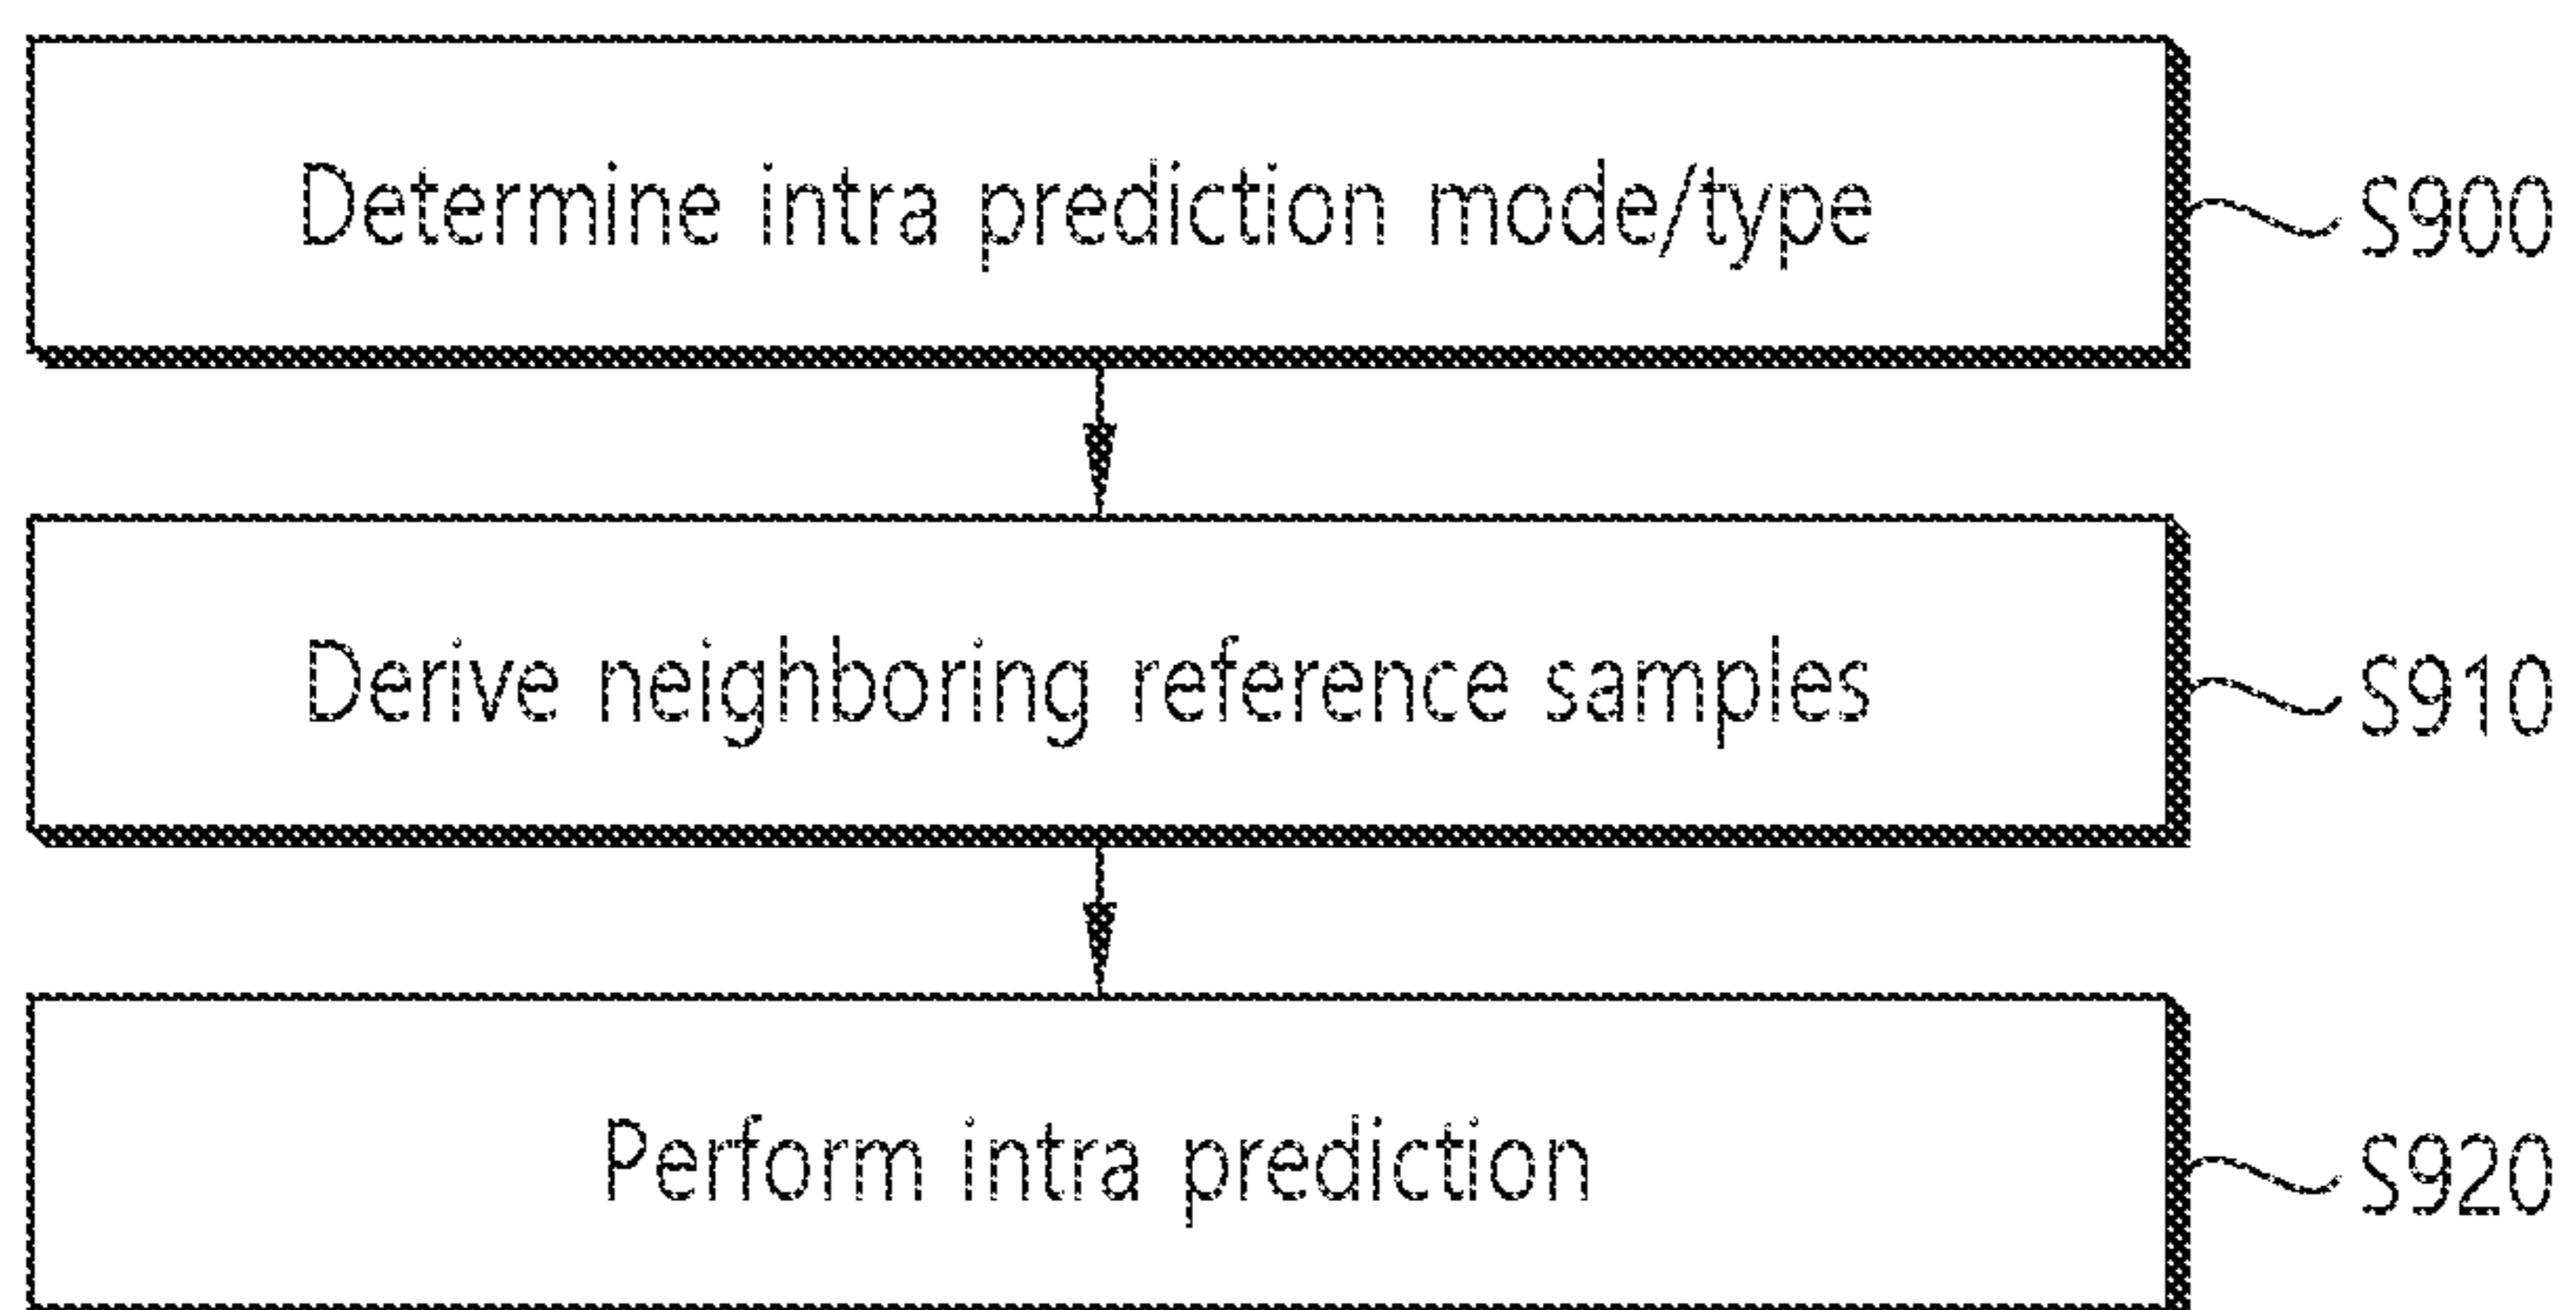 Determine intra prediction mode/type
S900
Derive neighboring reference samples
S910
Perform intra prediction
S920